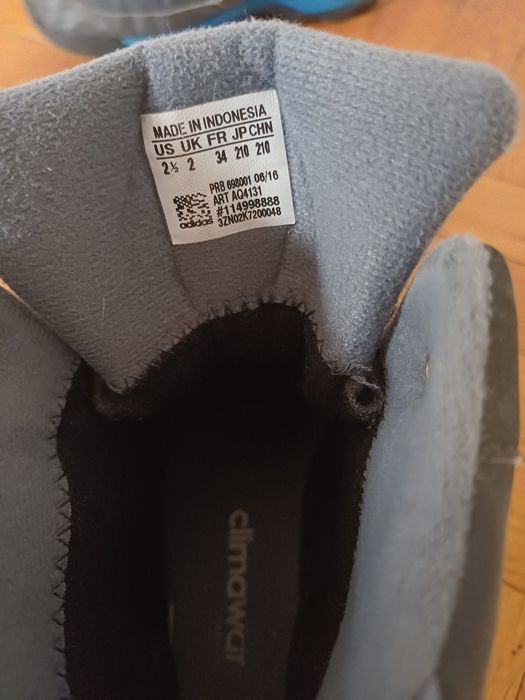 MADE IN INDONESIA
US UK FR JP CHN
2½ 2 34 210 210
PRB 698001 06/16
ART AQ4131
#114998888
3ZN02K7200048
adidas
climawar